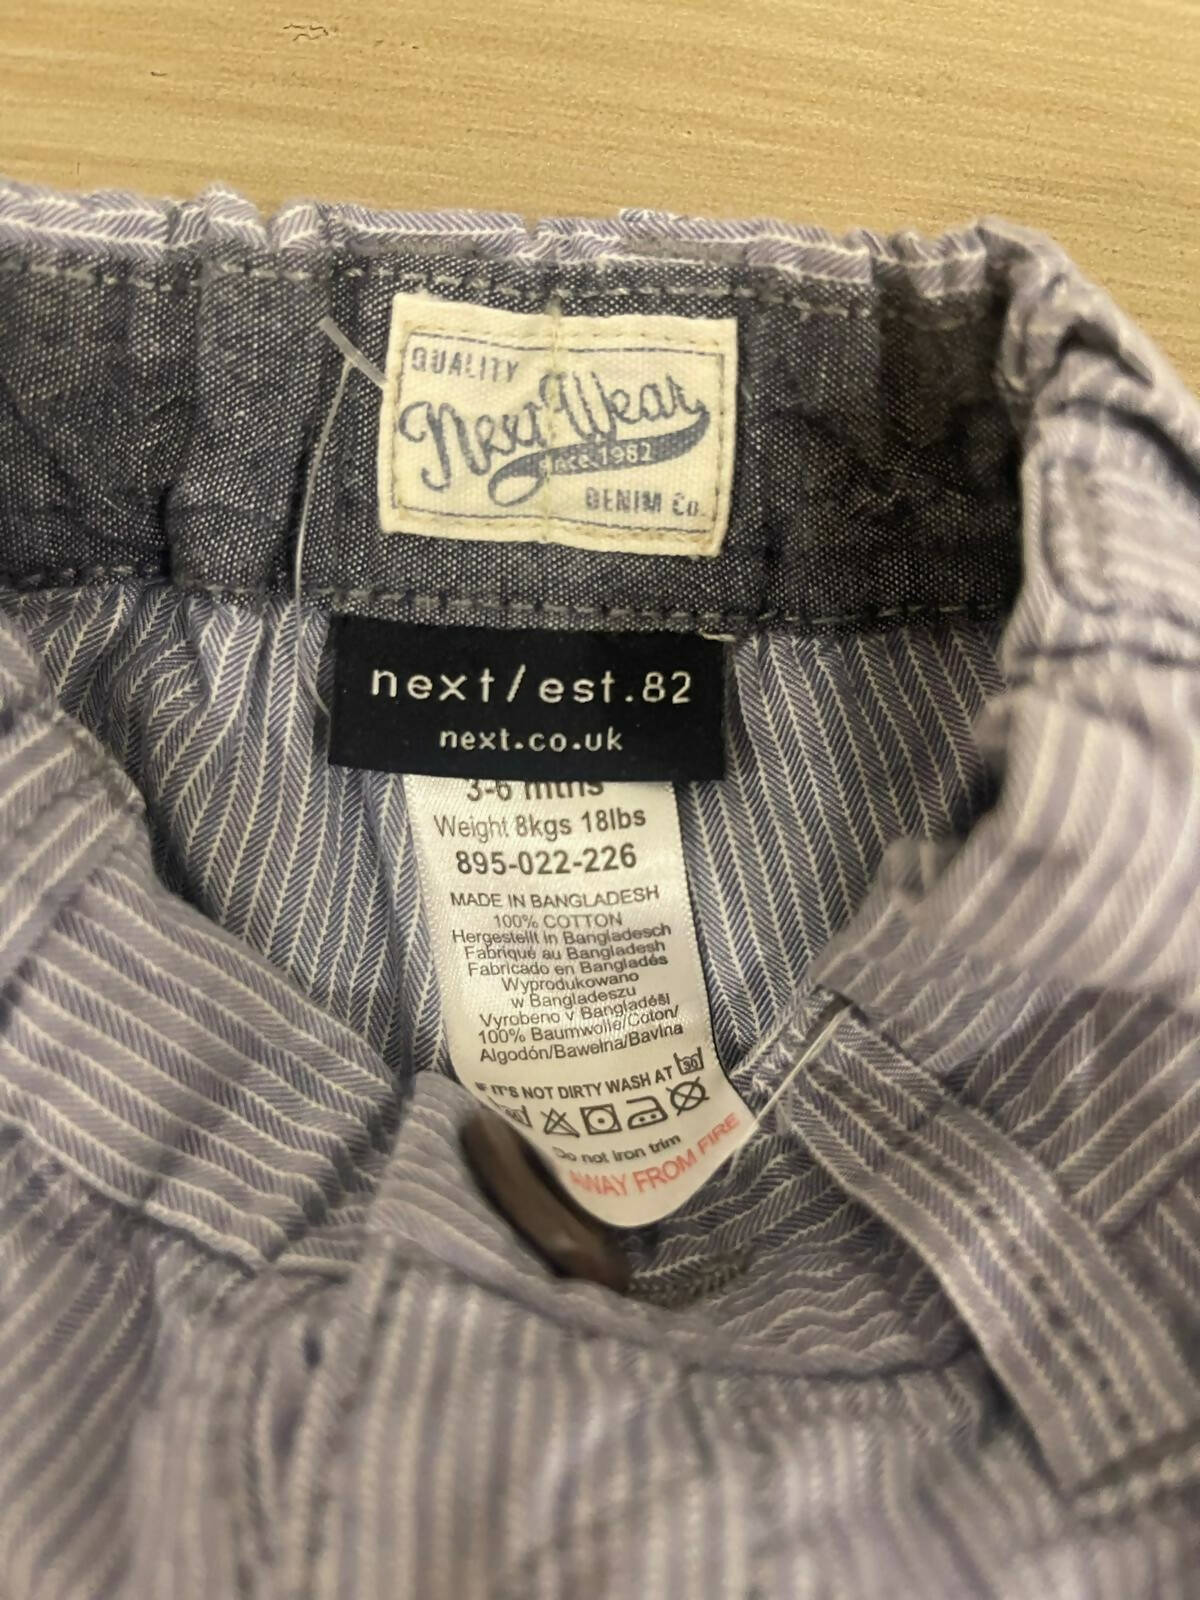 QUALITY
Next Wear
since 1982
DENIM Co.
next/est.82
next.co.uk
3-6 mths
Weight 8kgs 18lbs
895-022-226
MADE IN BANGLADESH
100% COTTON
Hergestellt in Bangladesch
Fabriqué au Bangladesh
Fabricado en Bangladés
Wyprodukowano
w Bangladeszu
Vyrobeno v Bangladéši
100% Baumwolle/Coton/
Algodón/Bawełna/Bavlna
IF IT'S NOT DIRTY WASH AT 30
Do not iron trim
AWAY FROM FIRE